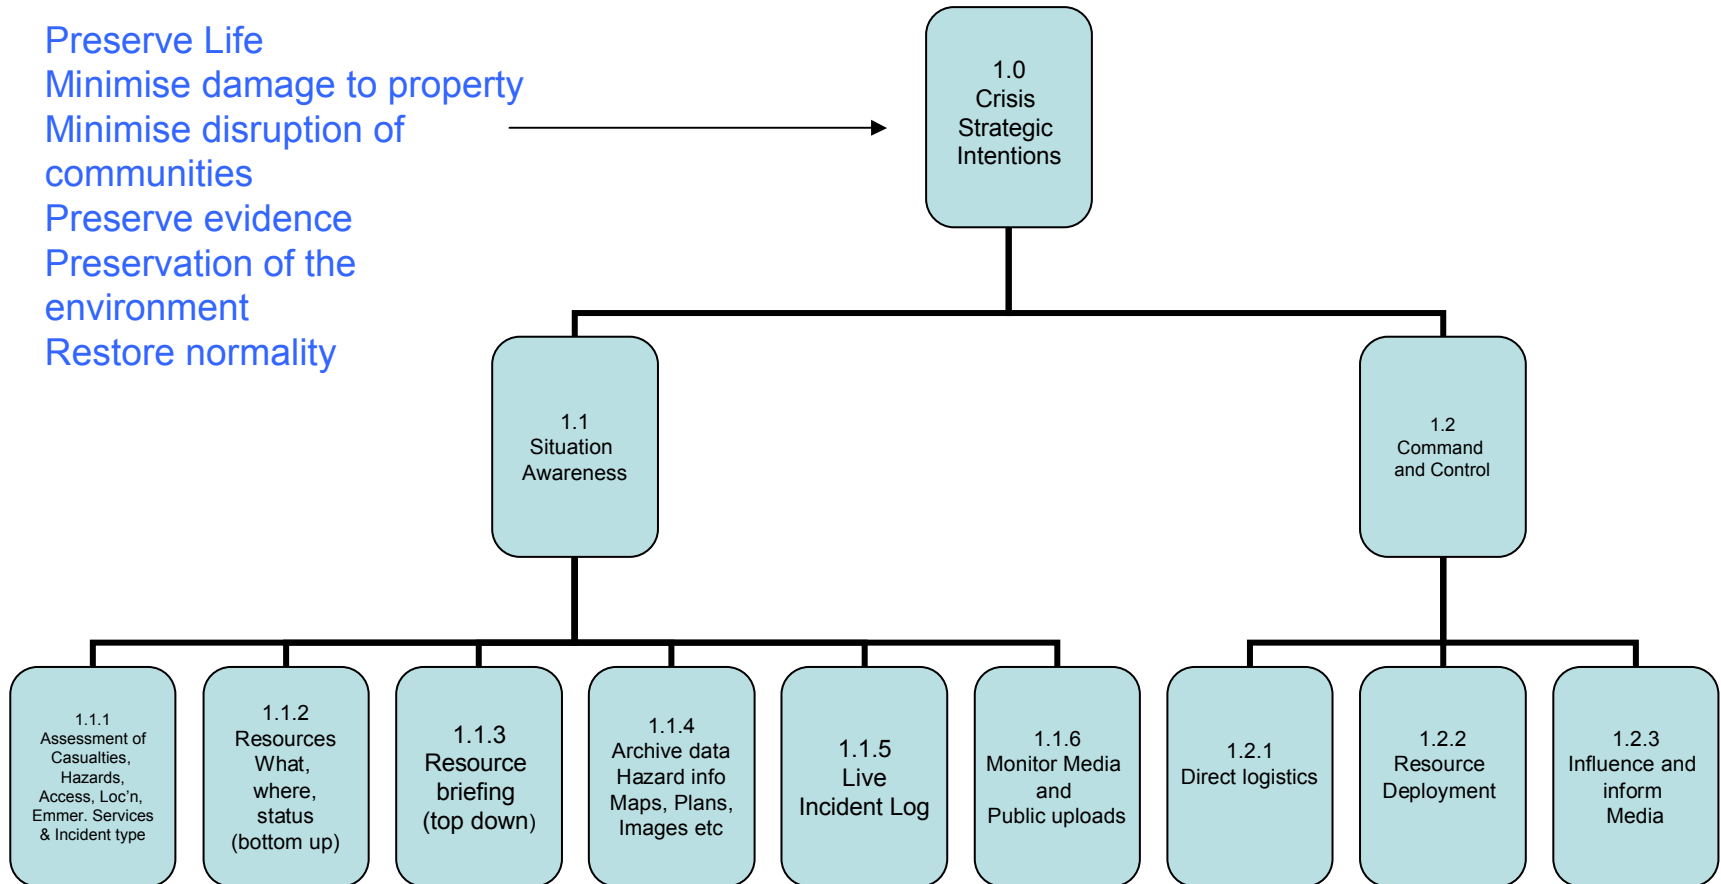 Preserve Life
Minimise damage to property
Minimise disruption of
communities
Preserve evidence
Preservation of the
environment
Restore normality
1.0
Crisis
Strategic
Intentions
1.1
Situation
Awareness
1.2
Command
and Control
1.1.1
Assessment of
Casualties,
Hazards,
Access, Loc'n,
Emmer. Services
& Incident type
1.1.2
Resources
What,
where,
status
(bottom up)
1.1.3
Resource
briefing
(top down)
1.1.4
Archive data
Hazard info
Maps, Plans,
Images etc
1.1.5
Live
Incident Log
1.1.6
Monitor Media
and
Public uploads
1.2.1
Direct logistics
1.2.2
Resource
Deployment
1.2.3
Influence and
inform
Media